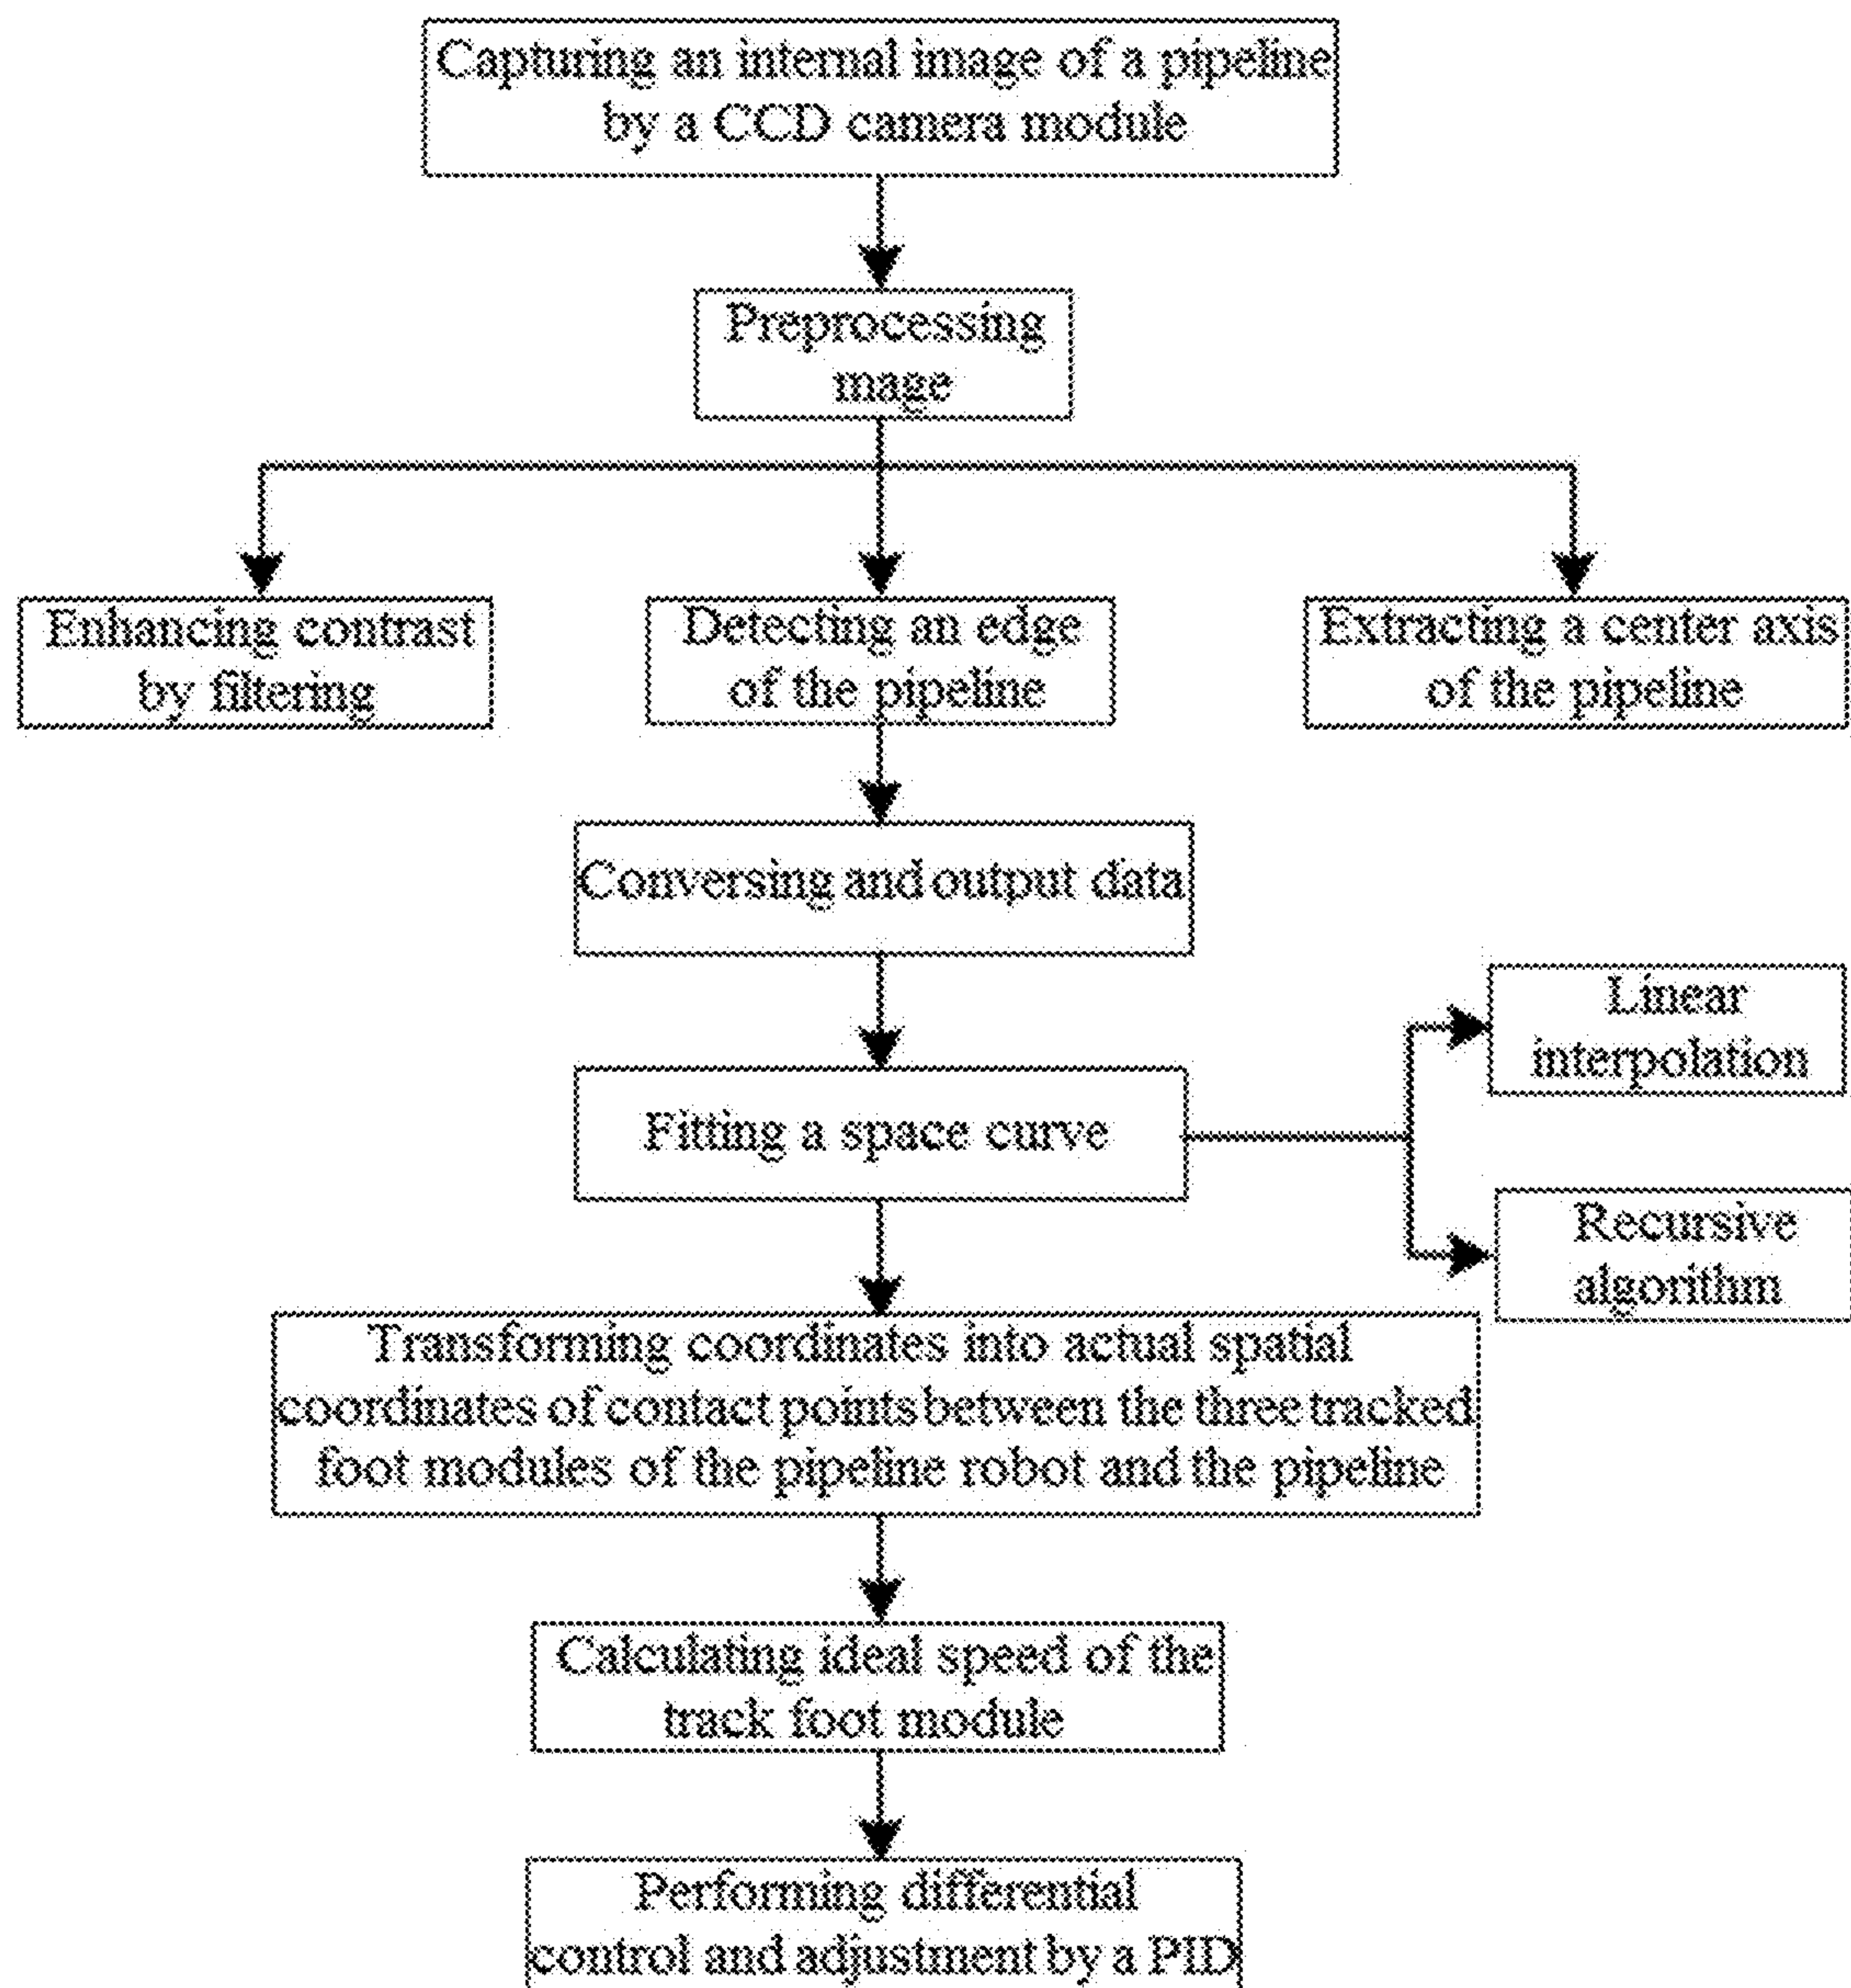 Capturing an internal image of a pipeline
by a CCD camera module
Preprocessing
mage
Enhancing contrast
by filtering
Detecting an edge
of the pipeline
Extracting a center axis
of the pipeline
Conversing and output data
Linear
interpolation
Fitting a space curve
Recursive
algorithm
Transforming coordinates into actual spatial
coordinates of contact points between the three tracked
foot modules of the pipeline robot and the pipeline
Calculating ideal speed of the
track foot module
Performing differential
control and adjustment by a PID